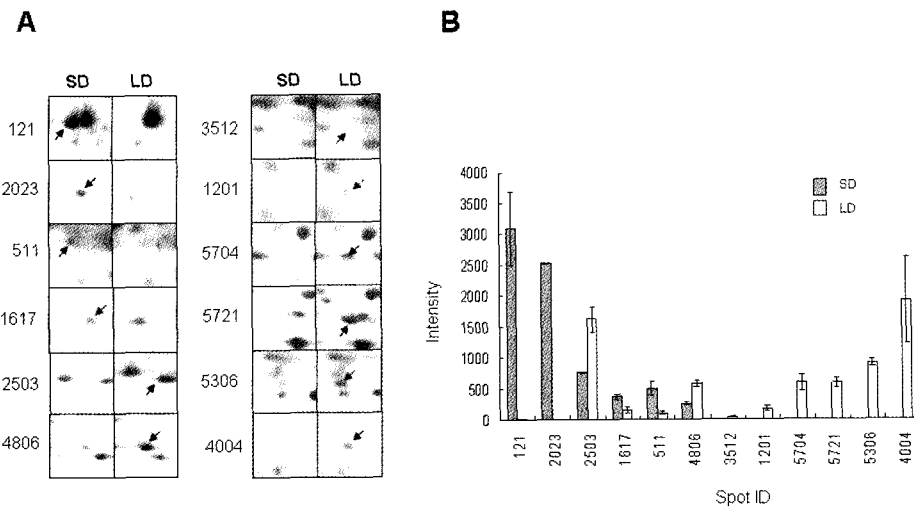 A
B
SD LD
SD LD
121
2023
511
1617
2503
4806
3512
1201
5704
5721
5306
4004
4000
3500
3000
2500
2000
1500
1000
500
0
Intensity
SD
LD
121 2023 2503 1617 511 4806 3512 1201 5704 5721 5306 4004
Spot ID